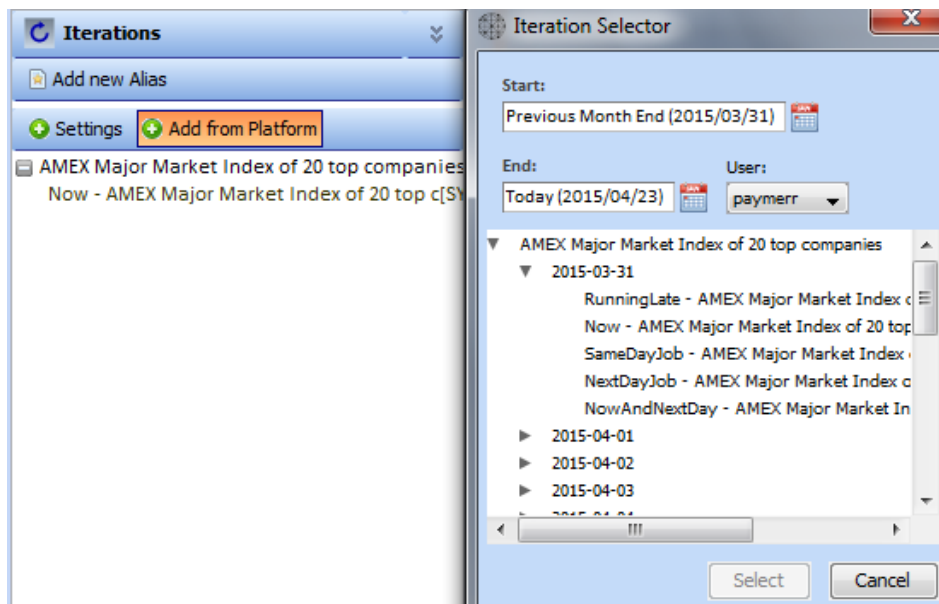 Iterations
Add new Alias
Settings
Add from Platform
AMEX Major Market Index of 20 top companies
Now - AMEX Major Market Index of 20 top c[SY
Iteration Selector
X
Start:
Previous Month End (2015/03/31)
End:
User:
Today (2015/04/23)
paymerr
AMEX Major Market Index of 20 top companies
2015-03-31
RunningLate - AMEX Major Market Index
Now - AMEX Major Market Index of 20 top
SameDayJob - AMEX Major Market Index
NextDayJob - AMEX Major Market Index
NowAndNextDay - AMEX Major Market In
2015-04-01
2015-04-02
2015-04-03
Select
Cancel